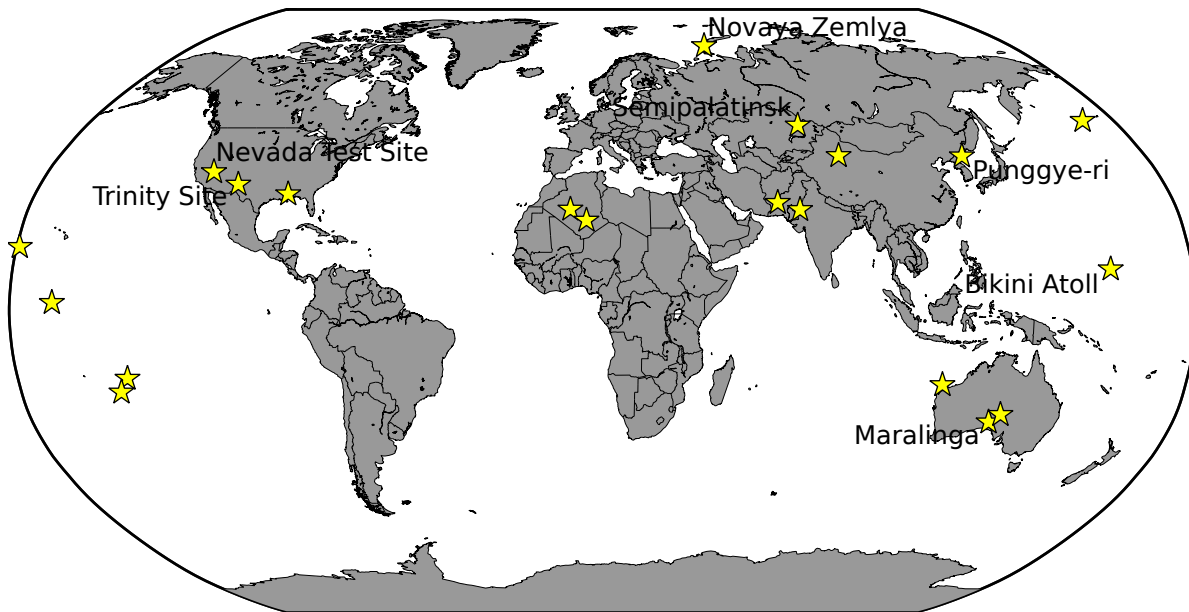 Novaya Zemlya
Semipalatinsk
Nevada Test Site
Punggye-ri
Trinity Site
Bikini Atoll
Maralinga